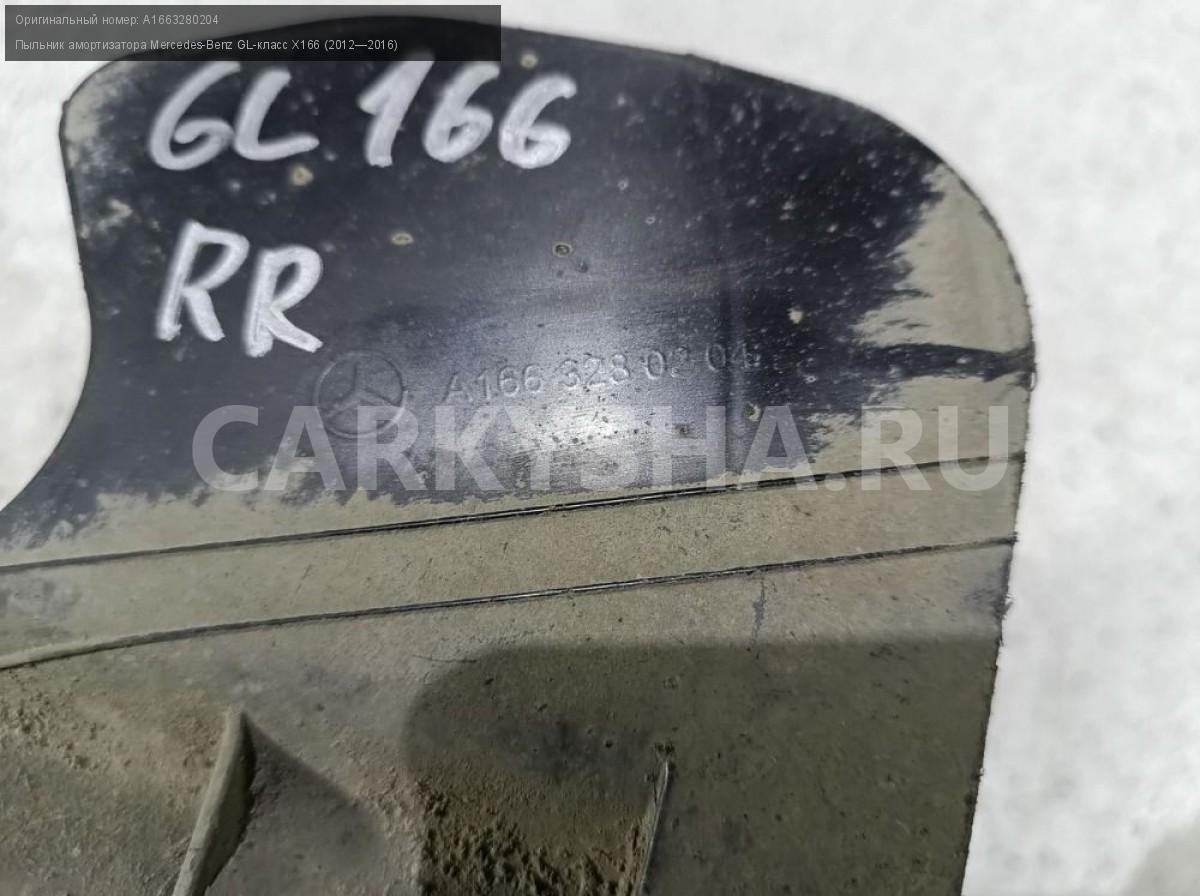 Оригинальный номер: A1663280204
Пыльник амортизатора Mercedes-Benz GL-класс X166 (2012—2016)
GL 166
RR
A166 328 02 04
CARKYSHA.RU